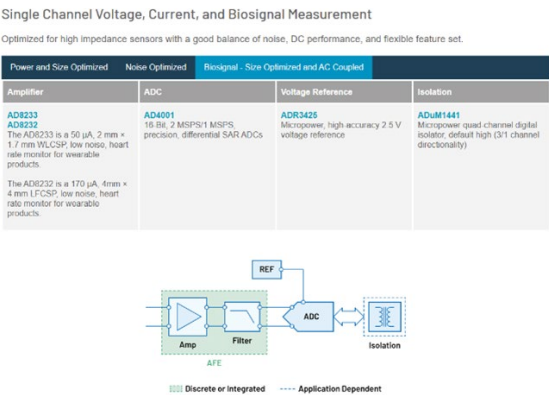 Single Channel Voltage, Current, and Biosignal Measurement
Optimized for high impedance sensors with a good balance of noise, DC performance, and flexible feature set.
Power and Size Optimized Noise Optimized Biosignal - Size Optimized and AC Coupled
Amplifier ADC Voltage Reference Isolation
AD8233
AD8232
The AD8233 is a 50 µA, 2 mm ×
1.7 mm WLCSP, low noise, heart
rate monitor for wearable
products.
The AD8232 is a 170 µA, 4mm ×
4 mm LFCSP, low noise, heart
rate monitor for wearable
products.
AD4001
16-Bit, 2 MSPS/1 MSPS,
precision, differential SAR ADCs
ADR3425
Micropower, high-accuracy 2.5 V
voltage reference
ADuM1441
Micropower quad-channel digital
isolator, default high (3/1 channel
directionality)
REF
ADC
Amp
Filter
Isolation
AFE
Discrete or Integrated
Application Dependent